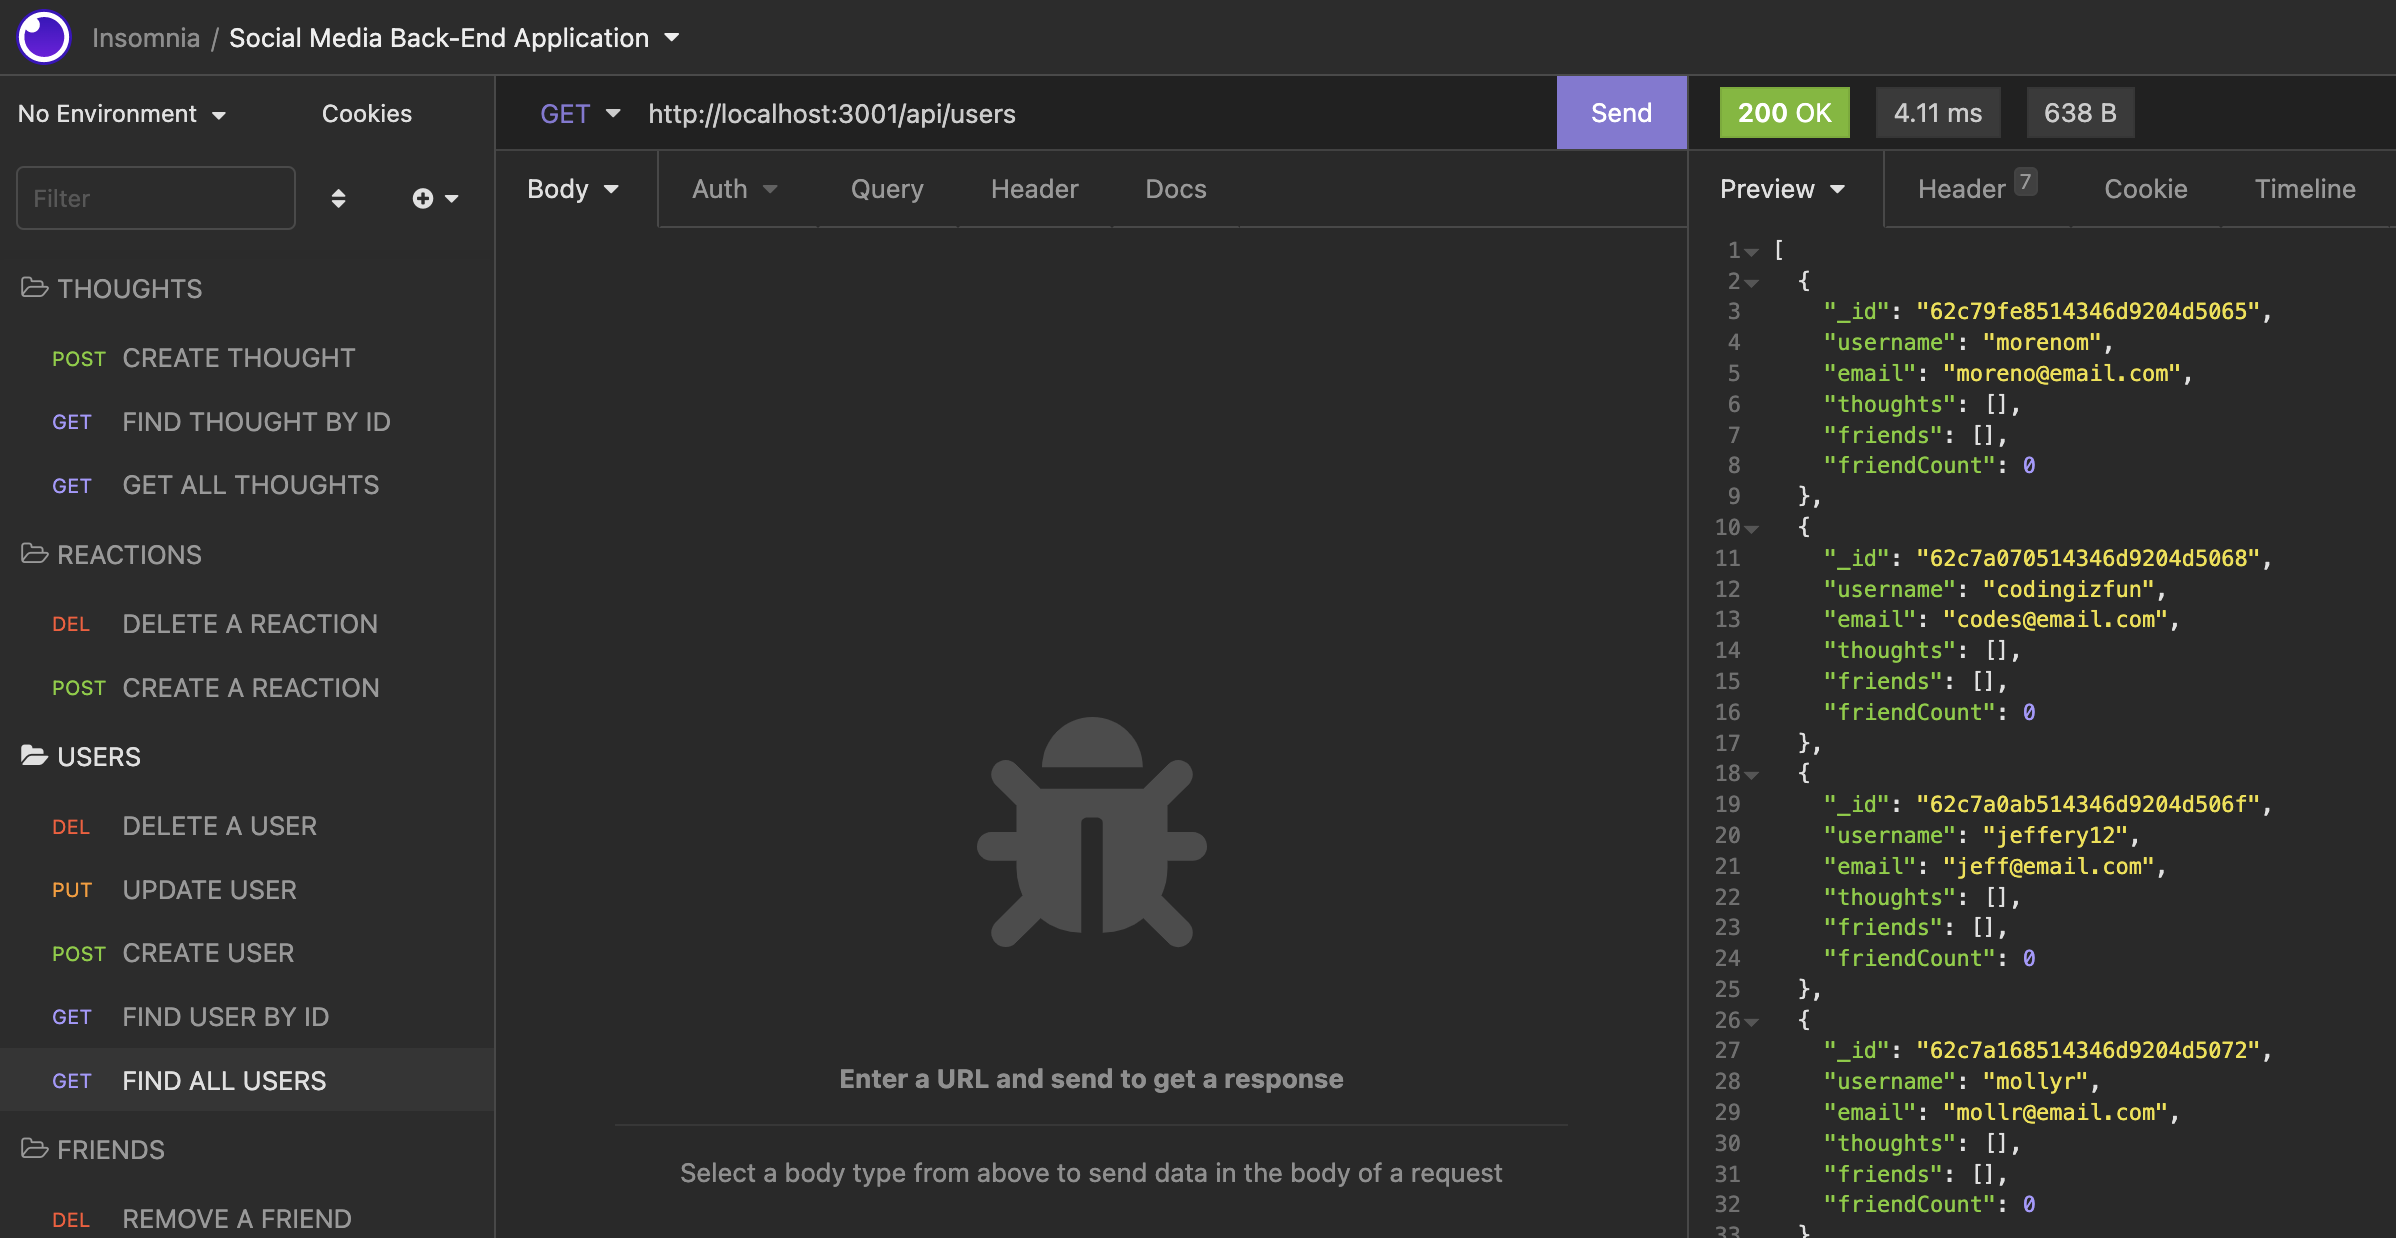 Insomnia / Social Media Back-End Application
No Environment
Cookies
Filter
THOUGHTS
POST CREATE THOUGHT
GET FIND THOUGHT BY ID
GET GET ALL THOUGHTS
REACTIONS
DEL DELETE A REACTION
POST CREATE A REACTION
USERS
DEL DELETE A USER
PUT UPDATE USER
POST CREATE USER
GET FIND USER BY ID
GET FIND ALL USERS
FRIENDS
DEL REMOVE A FRIEND
GET http://localhost:3001/api/users Send
Body Auth Query Header Docs
Enter a URL and send to get a response
Select a body type from above to send data in the body of a request
200 OK 4.11 ms 638 B
Preview Header 7 Cookie Timeline
1 [
2 {
3 "_id": "62c79fe8514346d9204d5065",
4 "username": "morenom",
5 "email": "moreno@email.com",
6 "thoughts": [],
7 "friends": [],
8 "friendCount": 0
9 },
10 {
11 "_id": "62c7a070514346d9204d5068",
12 "username": "codingizfun",
13 "email": "codes@email.com",
14 "thoughts": [],
15 "friends": [],
16 "friendCount": 0
17 },
18 {
19 "_id": "62c7a0ab514346d9204d506f",
20 "username": "jeffery12",
21 "email": "jeff@email.com",
22 "thoughts": [],
23 "friends": [],
24 "friendCount": 0
25 },
26 {
27 "_id": "62c7a168514346d9204d5072",
28 "username": "mollyr",
29 "email": "mollr@email.com",
30 "thoughts": [],
31 "friends": [],
32 "friendCount": 0
33 }